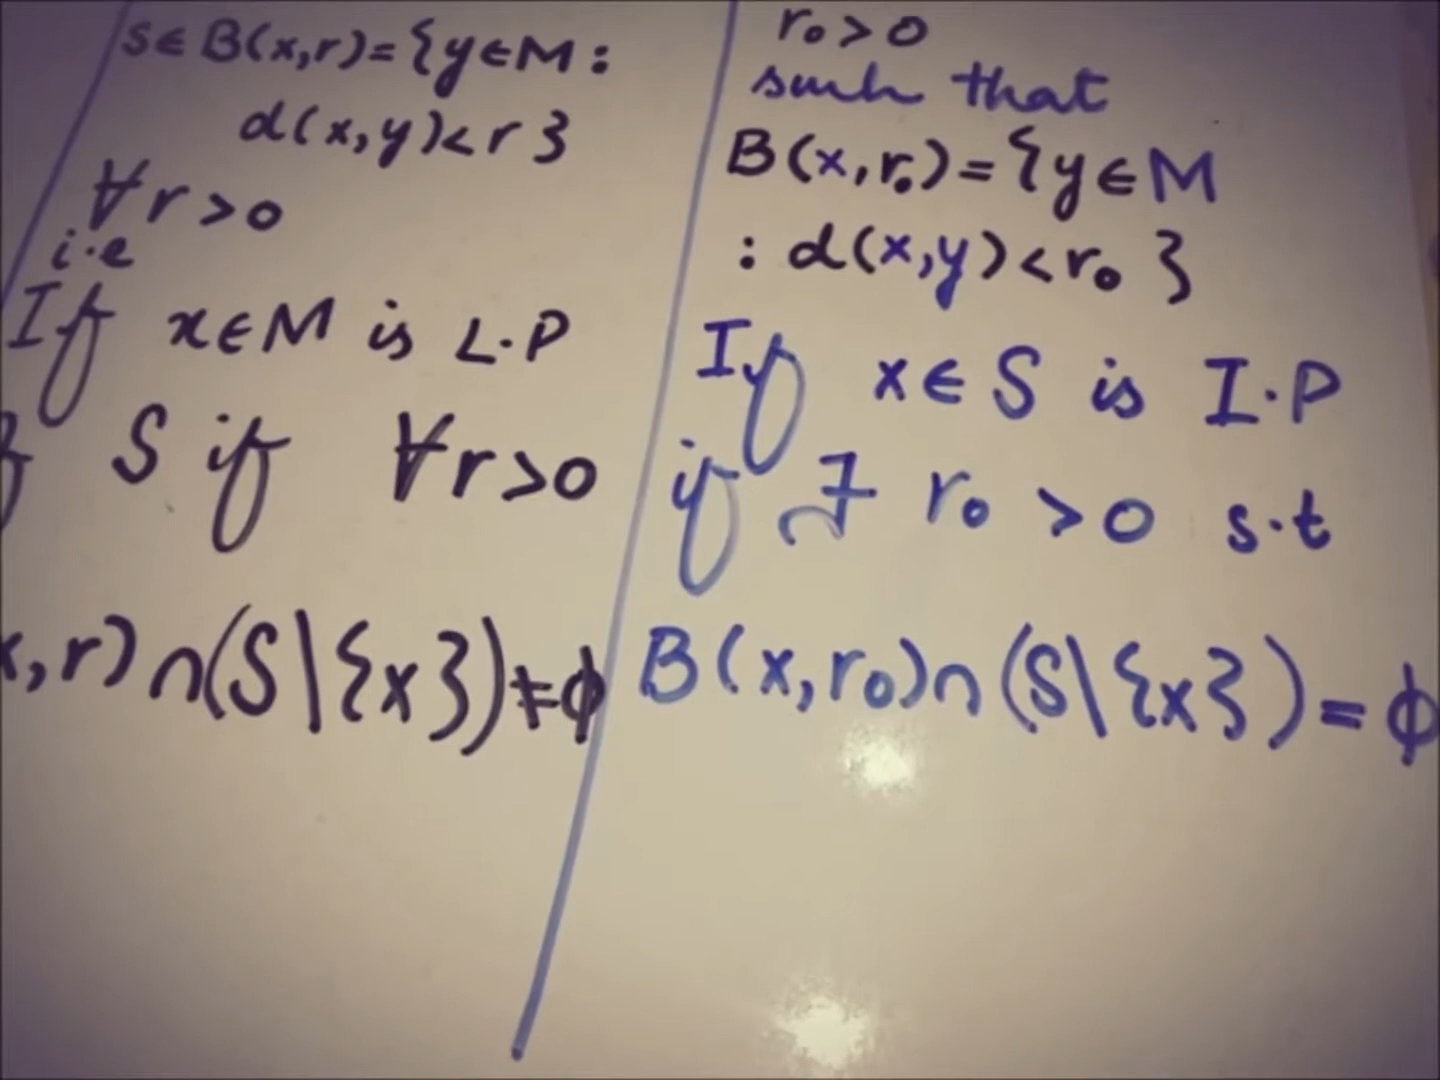 s∈B(x,r)={y∈M:
d(x,y)<r}
∀r>0
i.e
If x∈M is L.P
S if ∀r>0
x,r)∩(S\{x})≠ϕ
r₀>0
such that
B(x,r₀)={y∈M
:d(x,y)<r₀}
If x∈S is I.P
if ∃ r₀>0 s.t
B(x,r₀)∩(S\{x})=ϕ